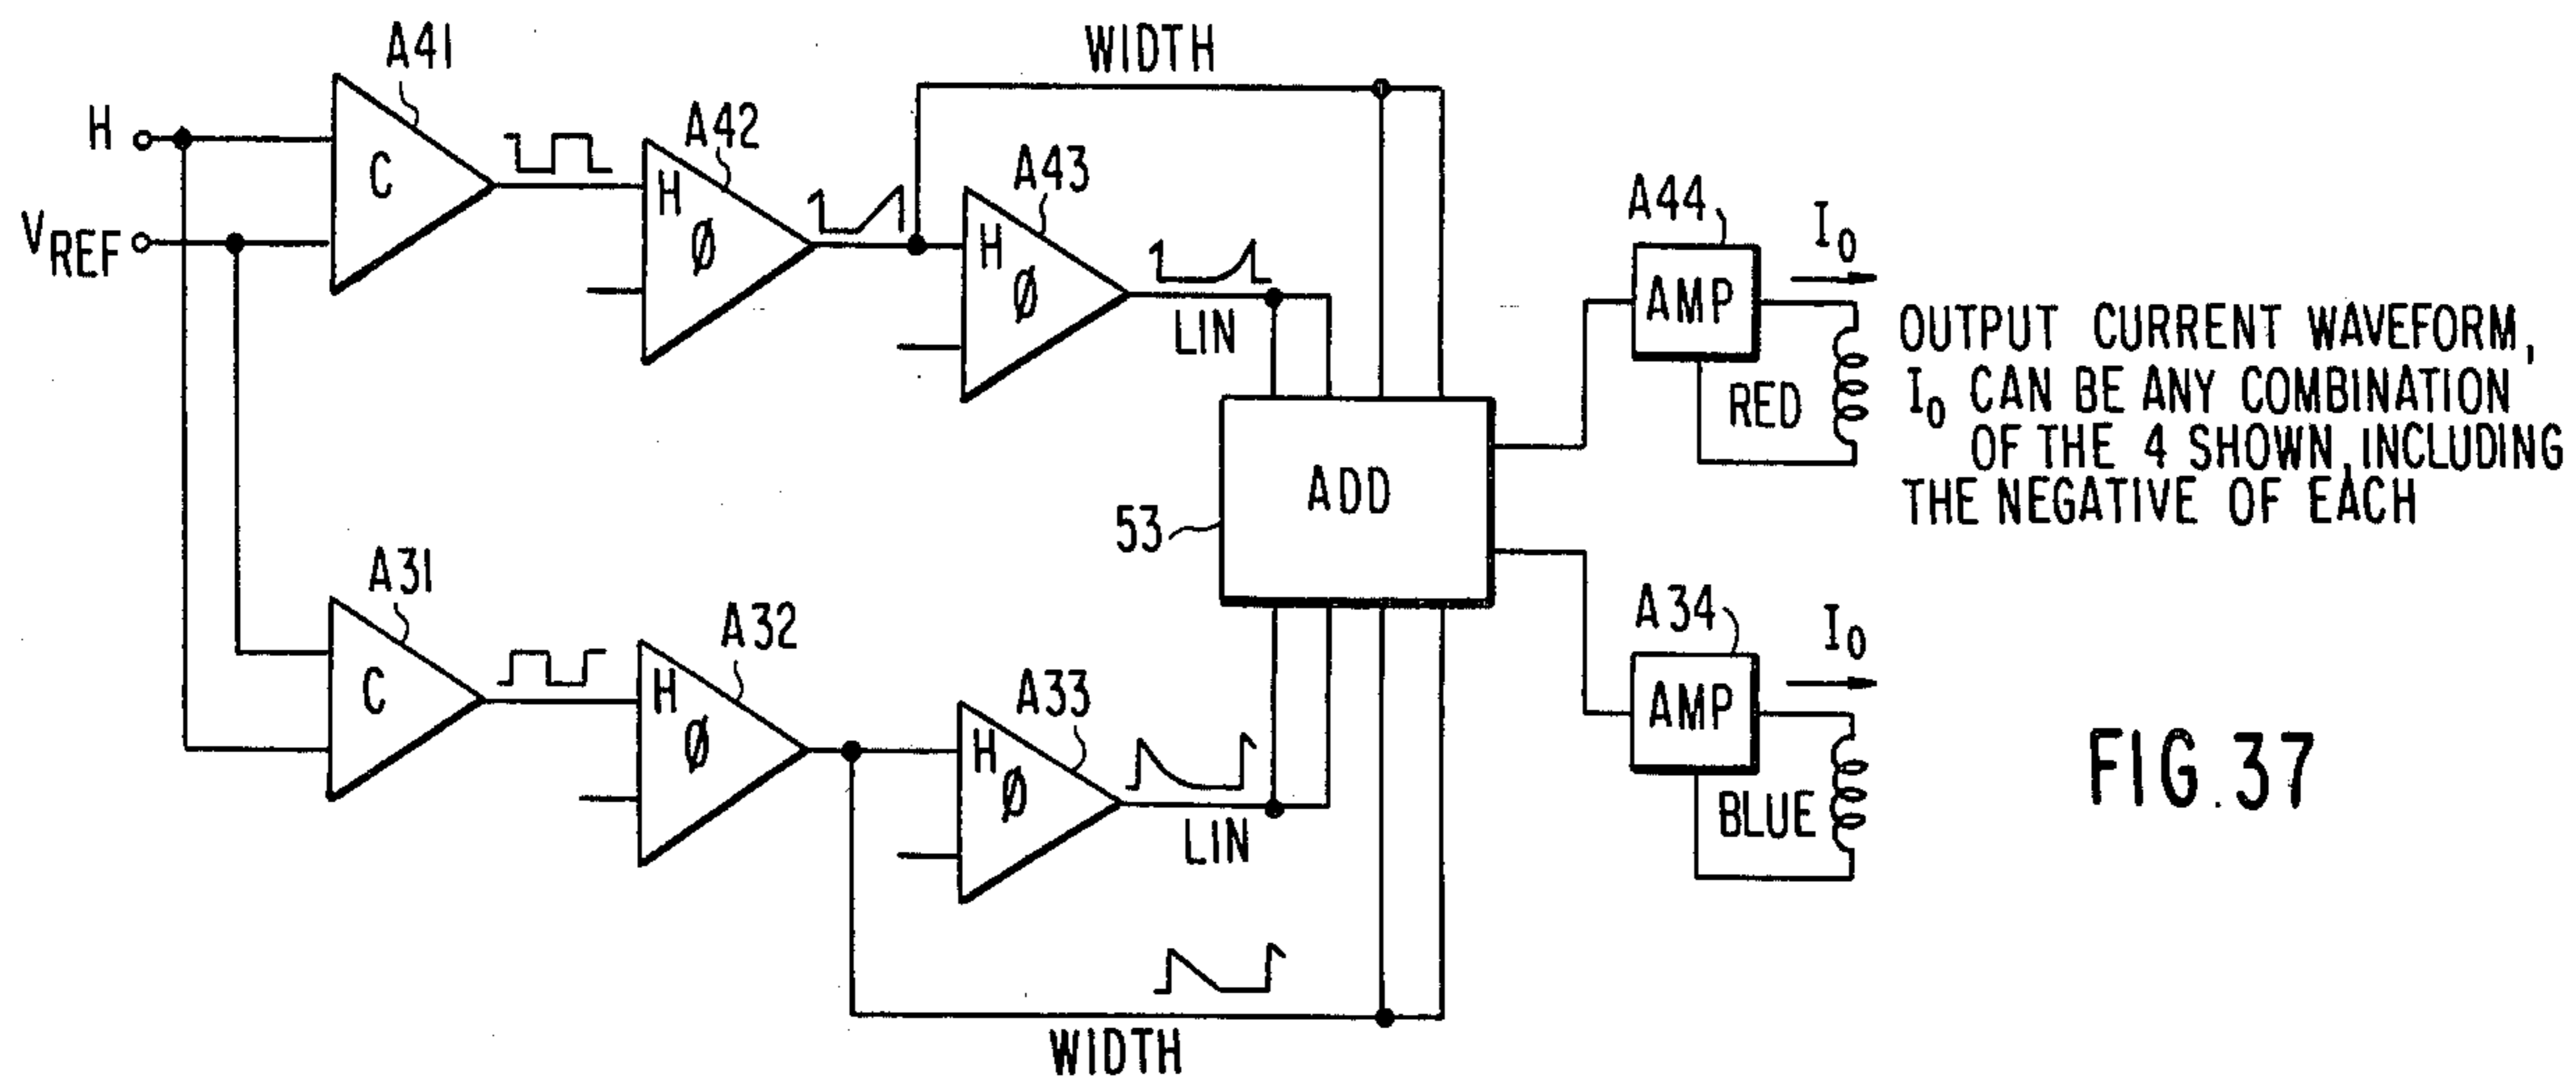 WIDTH
A41
H
C
A42
H
Ø
A43
H
Ø
V REF
LIN
A44
AMP
I0
RED
OUTPUT CURRENT WAVEFORM,
I0 CAN BE ANY COMBINATION
OF THE 4 SHOWN, INCLUDING
THE NEGATIVE OF EACH
53
ADD
A31
C
A32
H
Ø
A33
H
Ø
LIN
A34
AMP
I0
BLUE
WIDTH
FIG. 37